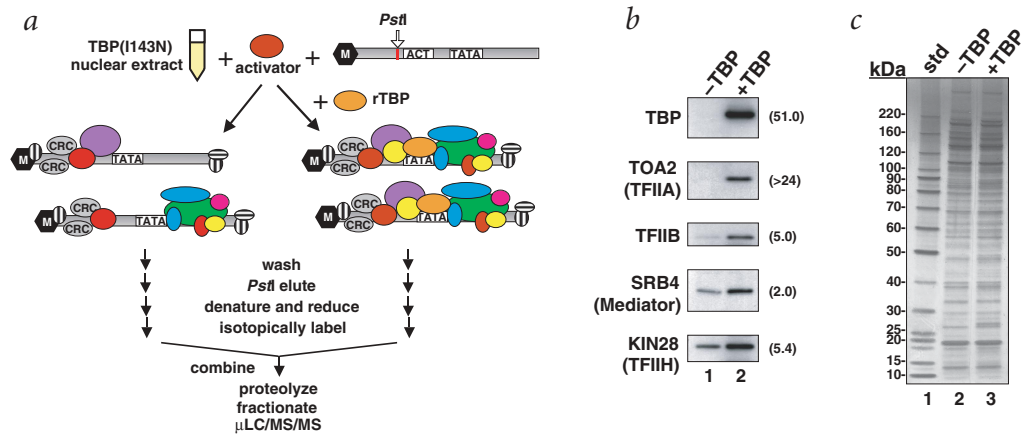 a
TBP(I143N)
nuclear extract
+
activator
+
PstI
M
ACT
TATA
+ rTBP
CRC
CRC
M
TATA
CRC
CRC
M
TATA
CRC
CRC
M
TATA
CRC
CRC
M
TATA
wash
PstI elute
denature and reduce
isotopically label
combine
proteolyze
fractionate
µLC/MS/MS
b
–TBP
+TBP
TBP
(51.0)
TOA2
(TFIIA)
(>24)
TFIIB
(5.0)
SRB4
(Mediator)
(2.0)
KIN28
(TFIIH)
(5.4)
1 2
c
kDa
std
–TBP
+TBP
220-
160-
120-
100-
90-
80-
70-
60-
50-
40-
30-
25-
20-
15-
10-
1 2 3